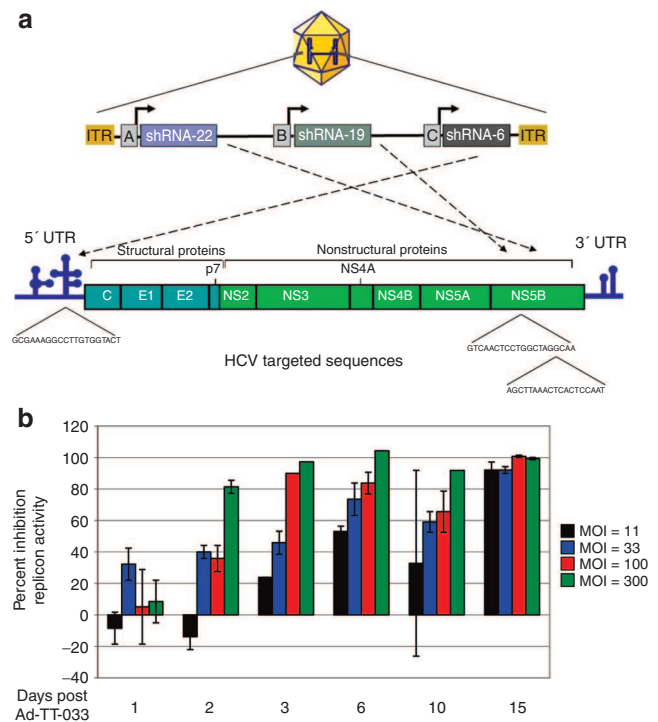 a
ITR A shRNA-22 B shRNA-19 C shRNA-6 ITR
5´ UTR
3´ UTR
Structural proteins
Nonstructural proteins
p7
NS4A
C E1 E2 NS2 NS3 NS4B NS5A NS5B
GCGAAAGGCCTTGTGGTACT
HCV targeted sequences
GTCAACTCCTGGCTAGGCAA
AGCTTAAACTCACTCCAAT
b
Percent inhibition
replicon activity
120
100
80
60
40
20
0
−20
−40
MOI = 11
MOI = 33
MOI = 100
MOI = 300
Days post
Ad-TT-033
1 2 3 6 10 15